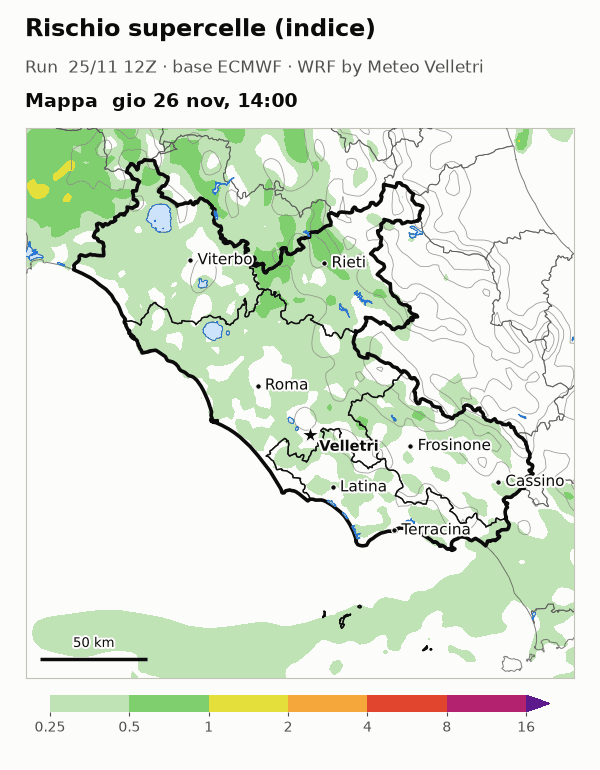 Rischio supercelle (indice)
Run  25/11 12Z · base ECMWF · WRF by Meteo Velletri
Mappa  gio 26 nov, 14:00
Viterbo
Rieti
Roma
Velletri
Frosinone
Cassino
Latina
Terracina
50 km
0.25 0.5 1 2 4 8 16